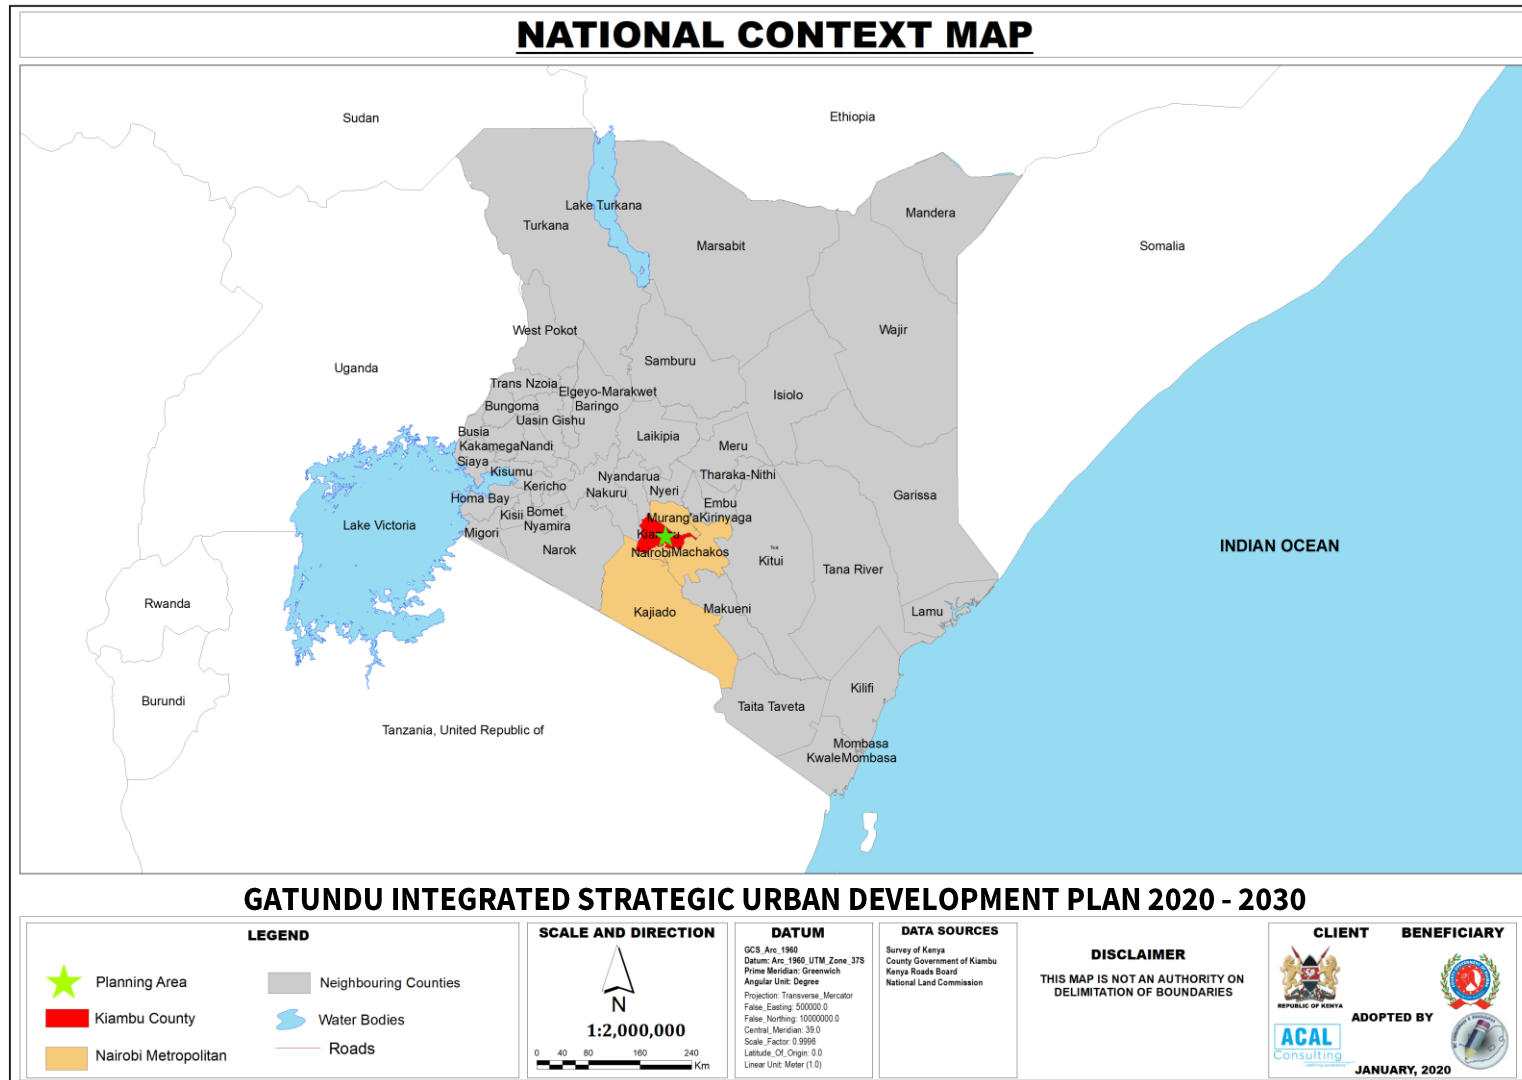 NATIONAL CONTEXT MAP
Sudan
Ethiopia
Lake Turkana
Turkana
Mandera
Marsabit
Somalia
West Pokot
Wajir
Samburu
Uganda
Trans Nzoia
Elgeyo-Marakwet
Isiolo
Bungoma
Baringo
Uasin Gishu
Busia
Laikipia
Kakamega
Nandi
Meru
Siaya
Kisumu
Nyandarua
Tharaka-Nithi
Kericho
Nakuru
Nyeri
Garissa
Homa Bay
Embu
Kisii
Bomet
Murang'a
Kirinyaga
Lake Victoria
Nyamira
Migori
Kiambu
INDIAN OCEAN
Narok
Nairobi
Machakos
Kitui
Tana River
Rwanda
Kajiado
Makueni
Lamu
Kilifi
Burundi
Taita Taveta
Tanzania, United Republic of
Mombasa
Kwale
Mombasa
GATUNDU INTEGRATED STRATEGIC URBAN DEVELOPMENT PLAN 2020 - 2030
LEGEND
Planning Area
Neighbouring Counties
Kiambu County
Water Bodies
Nairobi Metropolitan
Roads
SCALE AND DIRECTION
N
1:2,000,000
0 40 80 160 240
Km
DATUM
GCS_Arc_1960
Datum: Arc_1960_UTM_Zone_37S
Prime Meridian: Greenwich
Angular Unit: Degree
Projection: Transverse_Mercator
False_Easting: 500000.0
False_Northing: 10000000.0
Central_Meridian: 39.0
Scale_Factor: 0.9996
Latitude_Of_Origin: 0.0
Linear Unit: Meter (1.0)
DATA SOURCES
Survey of Kenya
County Government of Kiambu
Kenya Roads Board
National Land Commission
DISCLAIMER
THIS MAP IS NOT AN AUTHORITY ON
DELIMITATION OF BOUNDARIES
CLIENT
BENEFICIARY
REPUBLIC OF KENYA
ADOPTED BY
ACAL
Consulting
JANUARY, 2020